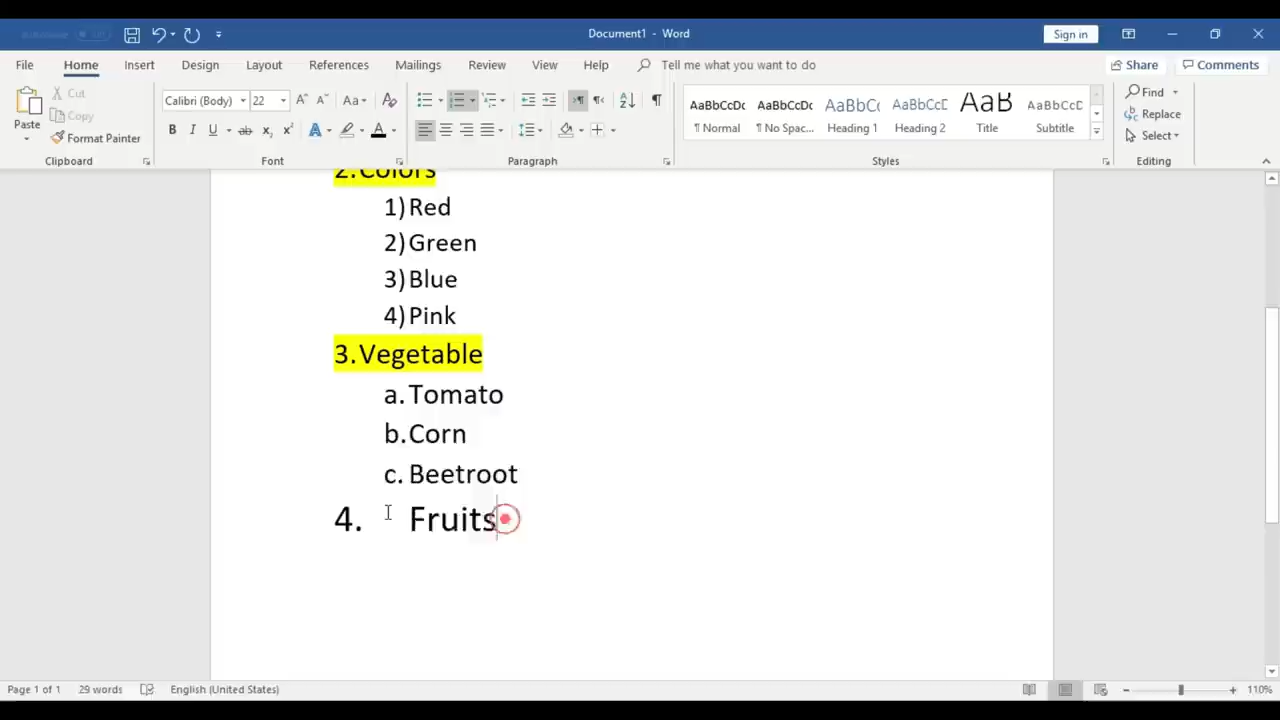 Document1 - Word
Sign in
File Home Insert Design Layout References Mailings Review View Help Tell me what you want to do Share Comments
Paste
Cut
Copy
Format Painter
Clipboard
Calibri (Body) 22
Font
Paragraph
AaBbCcDc AaBbCcDc AaBbCc AaBbCcD AaB AaBbCcD
¶ Normal ¶ No Spac... Heading 1 Heading 2 Title Subtitle
Styles
Find
Replace
Select
Editing
2. Colors
1) Red
2) Green
3) Blue
4) Pink
3. Vegetable
a. Tomato
b. Corn
c. Beetroot
4. Fruits
Page 1 of 1 29 words English (United States) 110%